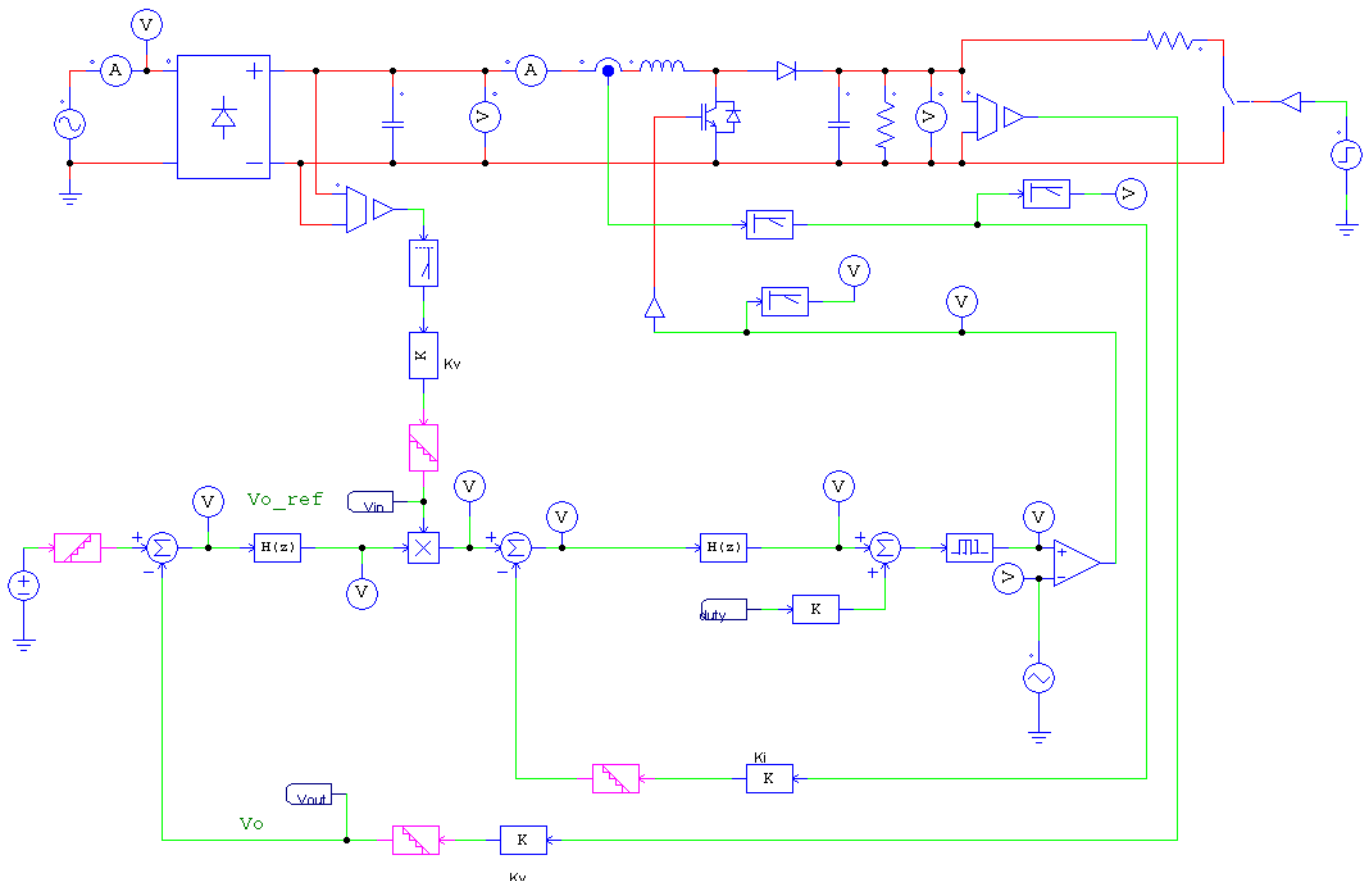 V
A
+
A
V
V
−
V
V
V
K
Kv
V
Vo_ref
Vin
V
V
V
V
+
Σ
−
H(z)
V
+
Σ
−
H(z)
+
Σ
+
+
−
V
duty
K
V
Ki
K
Vout
Vo
K
Kv